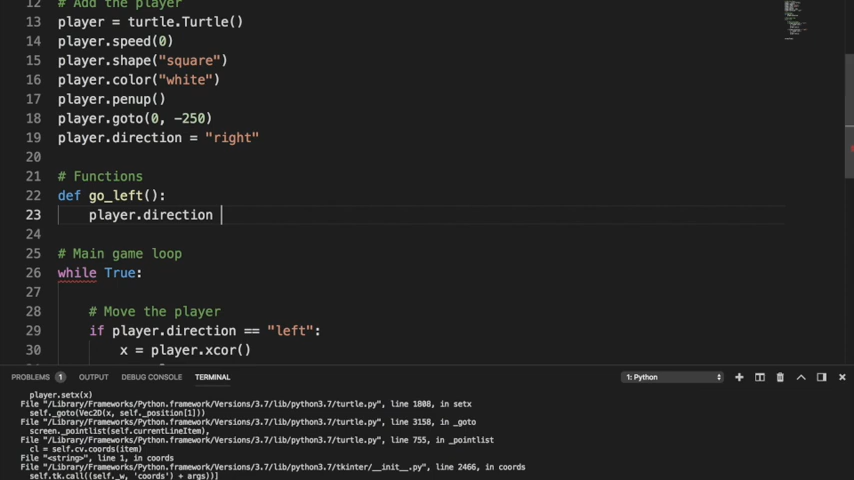 12 # Add the player
13 player = turtle.Turtle()
14 player.speed(0)
15 player.shape("square")
16 player.color("white")
17 player.penup()
18 player.goto(0, -250)
19 player.direction = "right"
20
21 # Functions
22 def go_left():
23 player.direction
24
25 # Main game loop
26 while True:
27
28 # Move the player
29 if player.direction == "left":
30 x = player.xcor()
PROBLEMS 1 OUTPUT DEBUG CONSOLE TERMINAL 1: Python
player.setx(x)
File "/Library/Frameworks/Python.framework/Versions/3.7/lib/python3.7/turtle.py", line 1808, in setx
self._goto(Vec2D(x, self._position[1]))
File "/Library/Frameworks/Python.framework/Versions/3.7/lib/python3.7/turtle.py", line 3158, in _goto
screen._pointlist(self.currentLineItem),
File "/Library/Frameworks/Python.framework/Versions/3.7/lib/python3.7/turtle.py", line 755, in _pointlist
cl = self.cv.coords(item)
File "<string>", line 1, in coords
File "/Library/Frameworks/Python.framework/Versions/3.7/lib/python3.7/tkinter/__init__.py", line 2466, in coords
self.tk.call((self._w, 'coords') + args))]